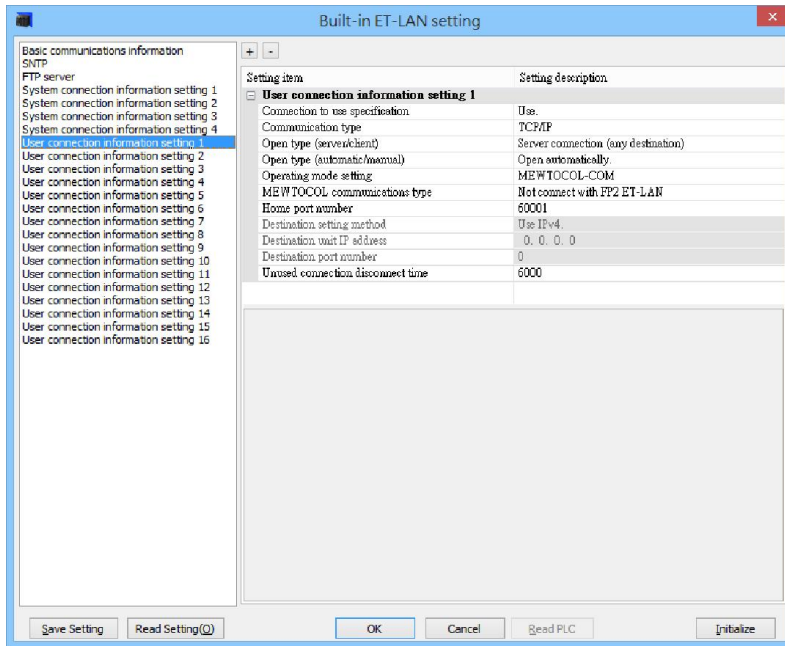 Built-in ET-LAN setting
x
Basic communications information
SNTP
FTP server
System connection information setting 1
System connection information setting 2
System connection information setting 3
System connection information setting 4
User connection information setting 1
User connection information setting 2
User connection information setting 3
User connection information setting 4
User connection information setting 5
User connection information setting 6
User connection information setting 7
User connection information setting 8
User connection information setting 9
User connection information setting 10
User connection information setting 11
User connection information setting 12
User connection information setting 13
User connection information setting 14
User connection information setting 15
User connection information setting 16
+ -
Setting item Setting description
User connection information setting 1
Connection to use specification Use.
Communication type TCP/IP
Open type (server/client) Server connection (any destination)
Open type (automatic/manual) Open automatically.
Operating mode setting MEWTOCOL-COM
MEWTOCOL communications type Not connect with FP2 ET-LAN
Home port number 60001
Destination setting method Use IPv4.
Destination unit IP address 0. 0. 0. 0
Destination port number 0
Unused connection disconnect time 6000
Save Setting Read Setting(O) OK Cancel Read PLC Initialize